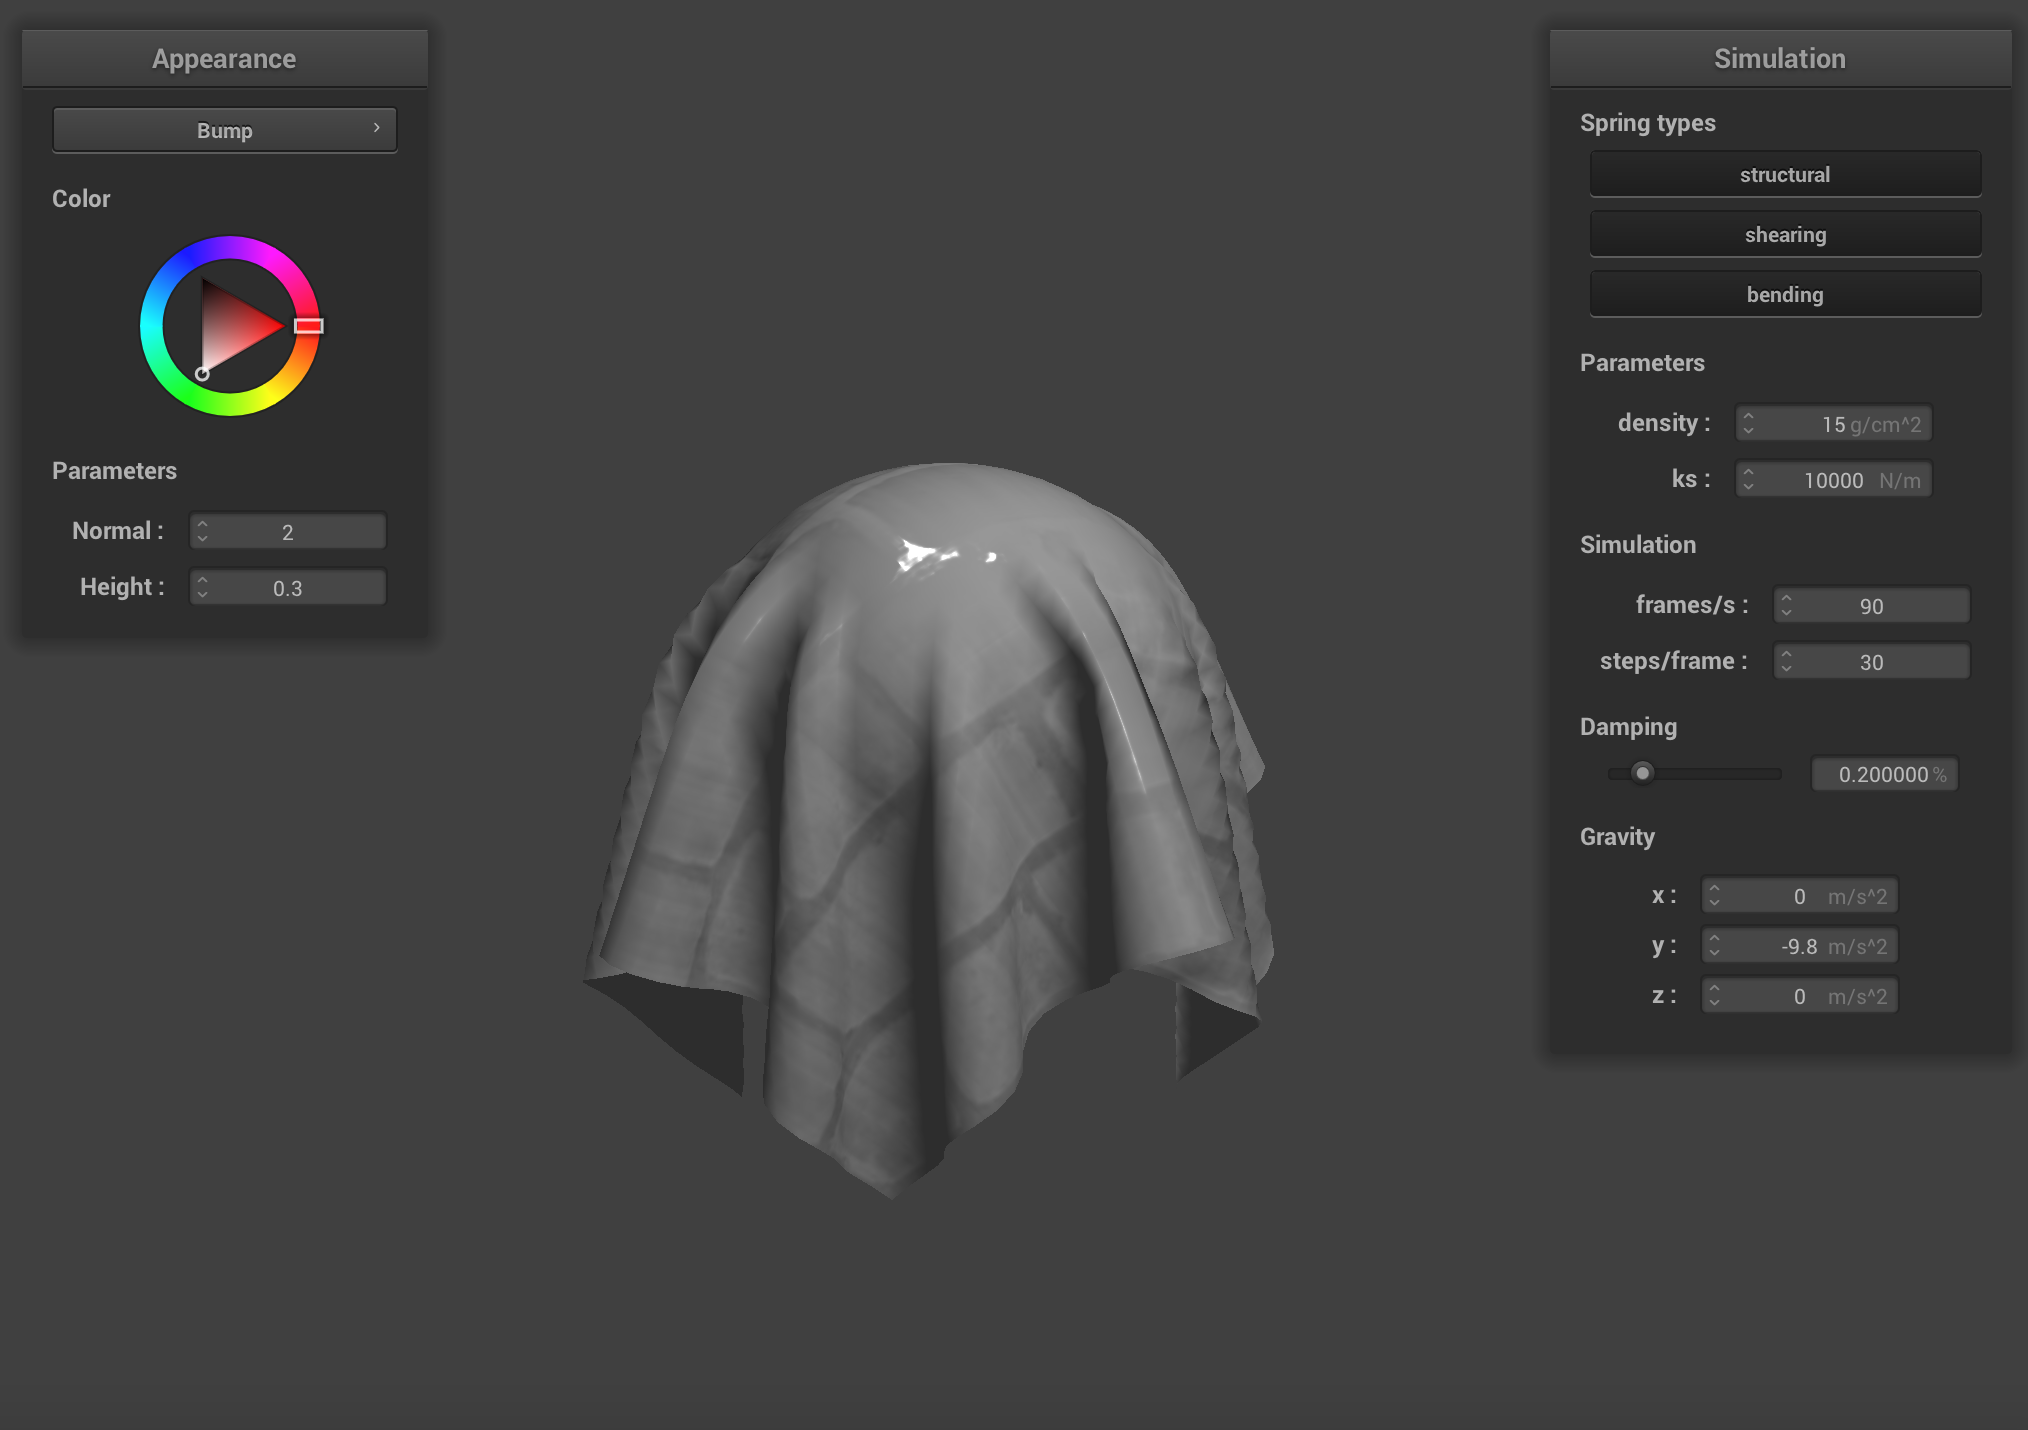 Appearance
Bump
Color
Parameters
Normal : 2
Height : 0.3
Simulation
Spring types
structural
shearing
bending
Parameters
density : 15 g/cm^2
ks : 10000 N/m
Simulation
frames/s : 90
steps/frame : 30
Damping
0.200000 %
Gravity
x : 0 m/s^2
y : -9.8 m/s^2
z : 0 m/s^2